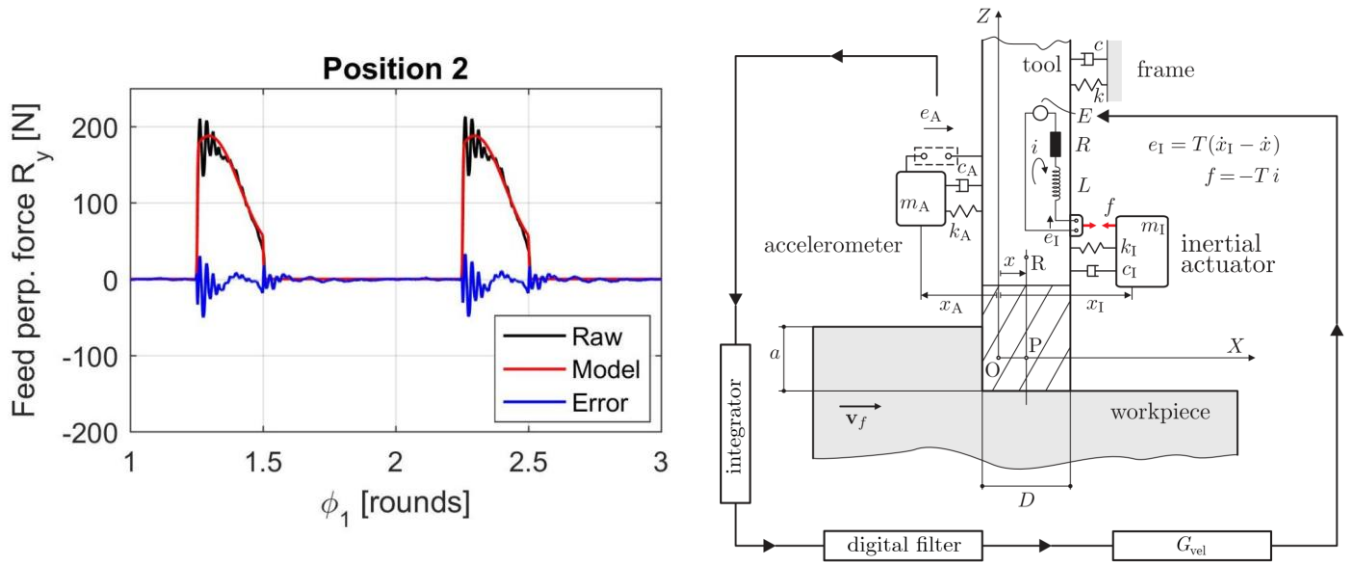 Position 2
Feed perp. force R_y [N]
200
100
0
-100
-200
Raw
Model
Error
1
1.5
2
2.5
3
ϕ_1 [rounds]
Z
tool
c
frame
k
E
e_A
R
e_I = T(ẋ_I − ẋ)
i
c_A
L
f = −T i
m_A
f
m_I
k_A
e_I
k_I
inertial
actuator
accelerometer
x
R
c_I
x_A
x_I
a
P
X
O
v_f
workpiece
integrator
D
digital filter
G_vel